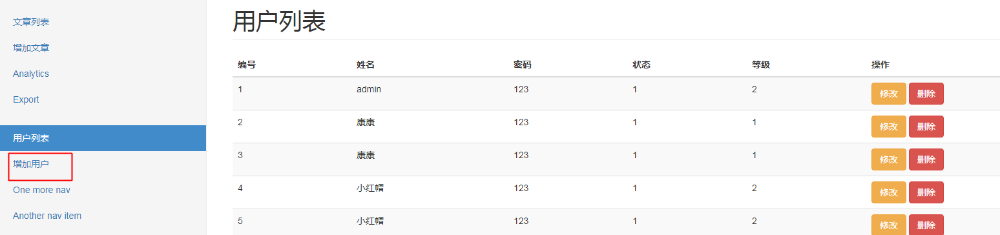 文章列表
增加文章
Analytics
Export
用户列表
增加用户
One more nav
Another nav item
用户列表
编号 姓名 密码 状态 等级 操作
1 admin 123 1 2 修改 删除
2 康康 123 1 1 修改 删除
3 康康 123 1 1 修改 删除
4 小红帽 123 1 2 修改 删除
5 小红帽 123 1 2 修改 删除